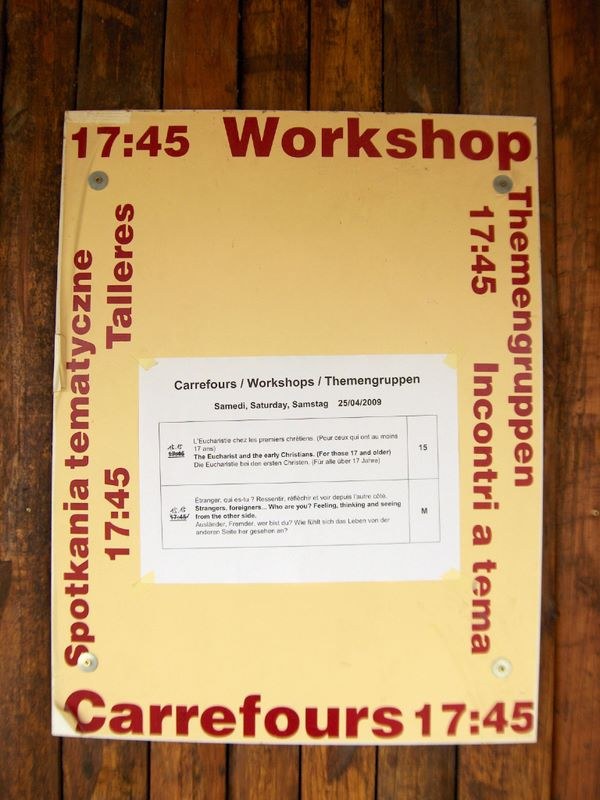 17:45 Workshop
Themengruppen
17:45
Incontri a tema
Talleres
Spotkania tematyczne
17:45
Carrefours / Workshops / Themengruppen
Samedi, Saturday, Samstag 25/04/2009
L'Eucharistie chez les premiers chrétiens. (Pour ceux qui ont au moins
17 ans)
The Eucharist and the early Christians. (For those 17 and older)
Die Eucharistie bei den ersten Christen. (Für alle über 17 Jahre)
15
Étranger, qui es-tu ? Ressentir, réfléchir et voir depuis l'autre côté.
17:45
Strangers, foreigners... Who are you? Feeling, thinking and seeing
from the other side.
Ausländer, Fremder, wer bist du? Wie fühlt sich das Leben von der
anderen Seite her gesehen an?
M
Carrefours 17:45